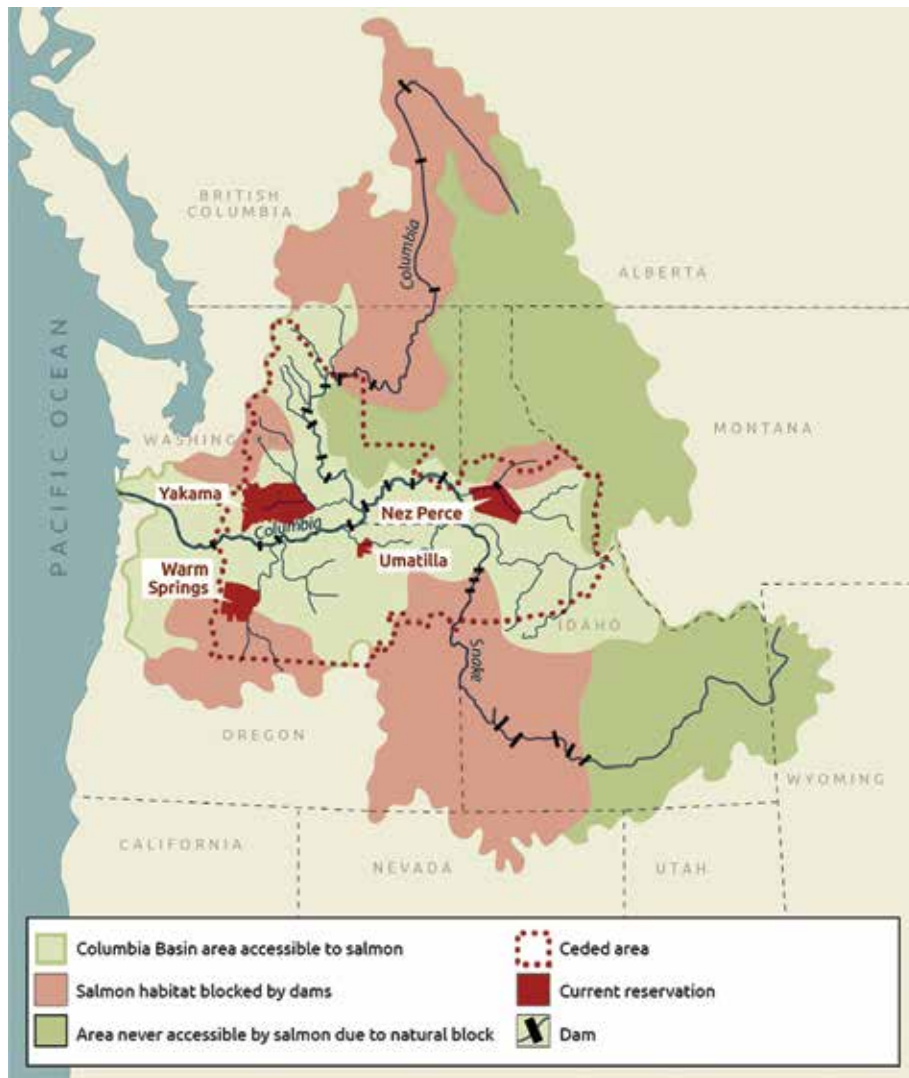 BRITISH
COLUMBIA
Columbia
ALBERTA
PACIFIC OCEAN
WASHINGTON
MONTANA
Yakama
Nez Perce
Columbia
Umatilla
Warm
Springs
IDAHO
Snake
OREGON
WYOMING
CALIFORNIA
NEVADA
UTAH
Columbia Basin area accessible to salmon
Salmon habitat blocked by dams
Area never accessible by salmon due to natural block
Ceded area
Current reservation
Dam